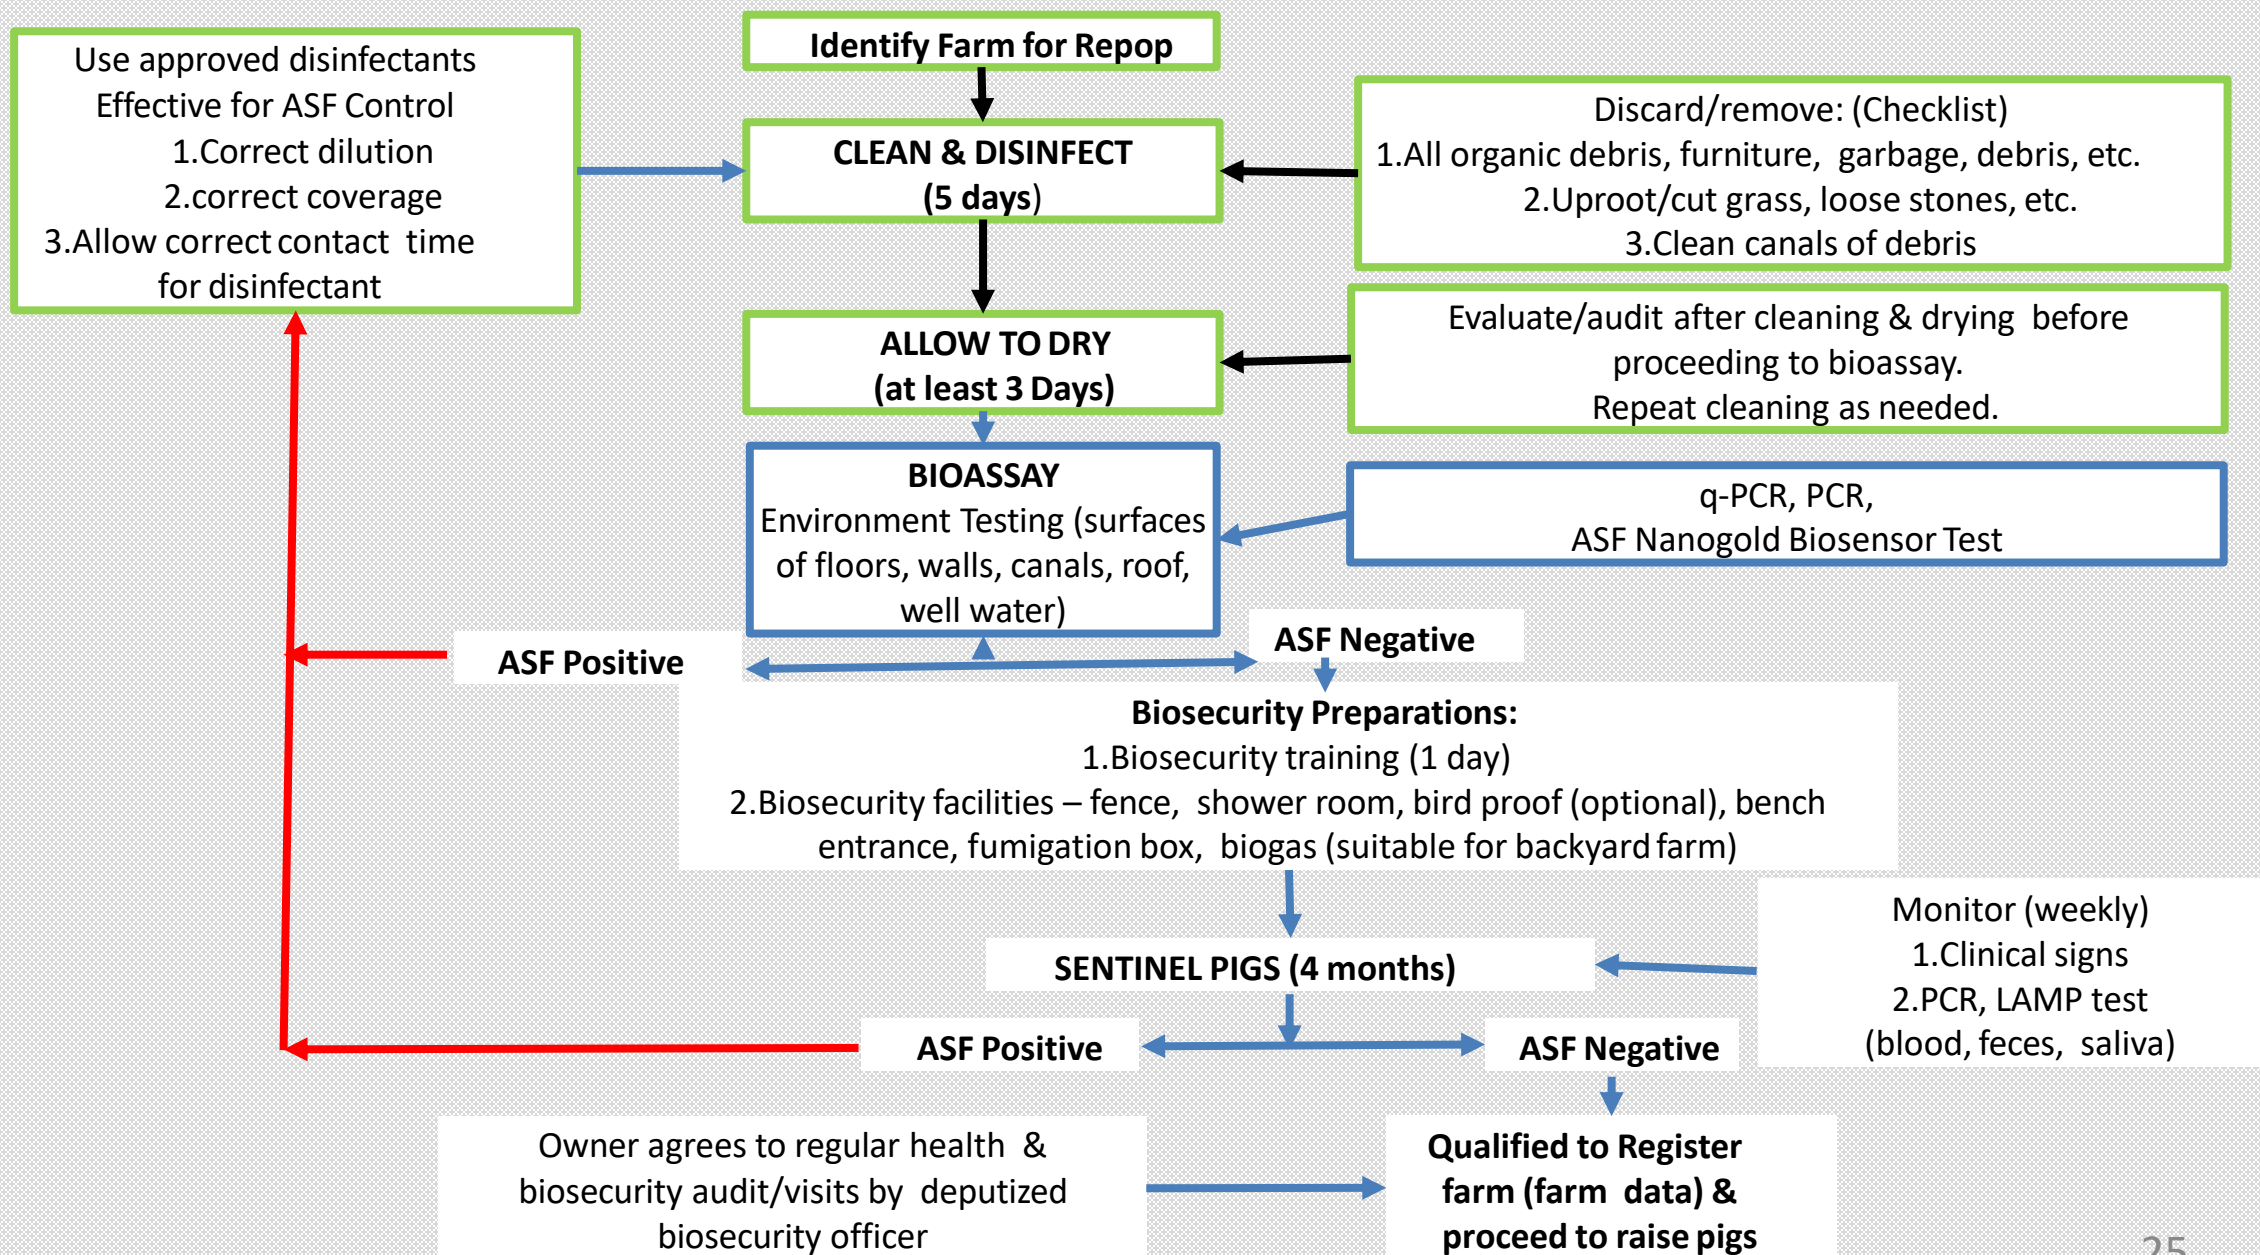 Identify Farm for Repop
Use approved disinfectants
Effective for ASF Control
1.Correct dilution
2.correct coverage
3.Allow correct contact time
for disinfectant
CLEAN & DISINFECT
(5 days)
Discard/remove: (Checklist)
1.All organic debris, furniture, garbage, debris, etc.
2.Uproot/cut grass, loose stones, etc.
3.Clean canals of debris
ALLOW TO DRY
(at least 3 Days)
Evaluate/audit after cleaning & drying before
proceeding to bioassay.
Repeat cleaning as needed.
BIOASSAY
Environment Testing (surfaces
of floors, walls, canals, roof,
well water)
q-PCR, PCR,
ASF Nanogold Biosensor Test
ASF Positive
ASF Negative
Biosecurity Preparations:
1.Biosecurity training (1 day)
2.Biosecurity facilities – fence, shower room, bird proof (optional), bench
entrance, fumigation box, biogas (suitable for backyard farm)
SENTINEL PIGS (4 months)
Monitor (weekly)
1.Clinical signs
2.PCR, LAMP test
(blood, feces, saliva)
ASF Positive
ASF Negative
Owner agrees to regular health &
biosecurity audit/visits by deputized
biosecurity officer
Qualified to Register
farm (farm data) &
proceed to raise pigs
25